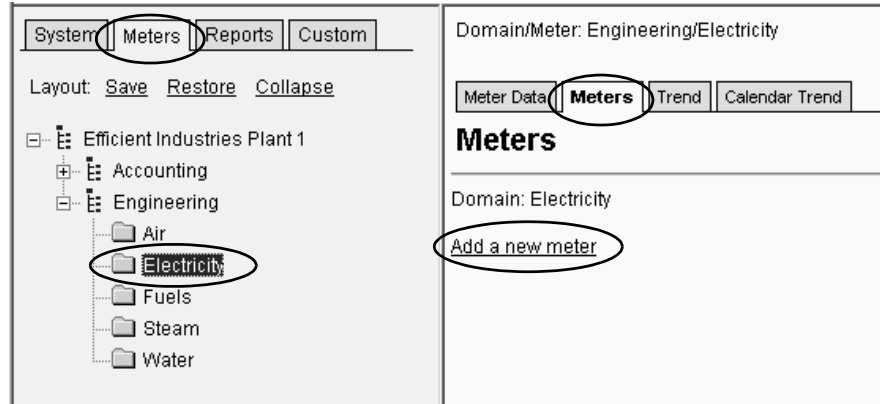 System Meters Reports Custom
Layout: Save Restore Collapse
Efficient Industries Plant 1
Accounting
Engineering
Air
Electricity
Fuels
Steam
Water
Domain/Meter: Engineering/Electricity
Meter Data Meters Trend Calendar Trend
Meters
Domain: Electricity
Add a new meter